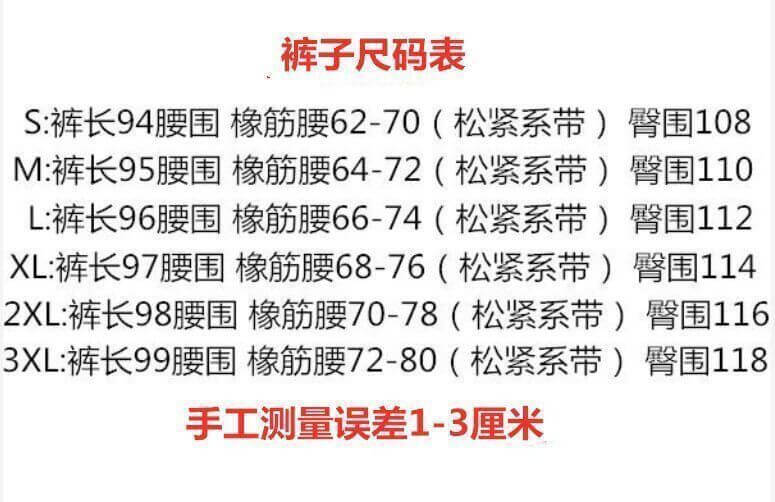 裤子尺码表
S:裤长94腰围 橡筋腰62-70（松紧系带） 臀围108
M:裤长95腰围 橡筋腰64-72（松紧系带） 臀围110
L:裤长96腰围 橡筋腰66-74（松紧系带） 臀围112
XL:裤长97腰围 橡筋腰68-76（松紧系带） 臀围114
2XL:裤长98腰围 橡筋腰70-78（松紧系带） 臀围116
3XL:裤长99腰围 橡筋腰72-80（松紧系带） 臀围118
手工测量误差1-3厘米